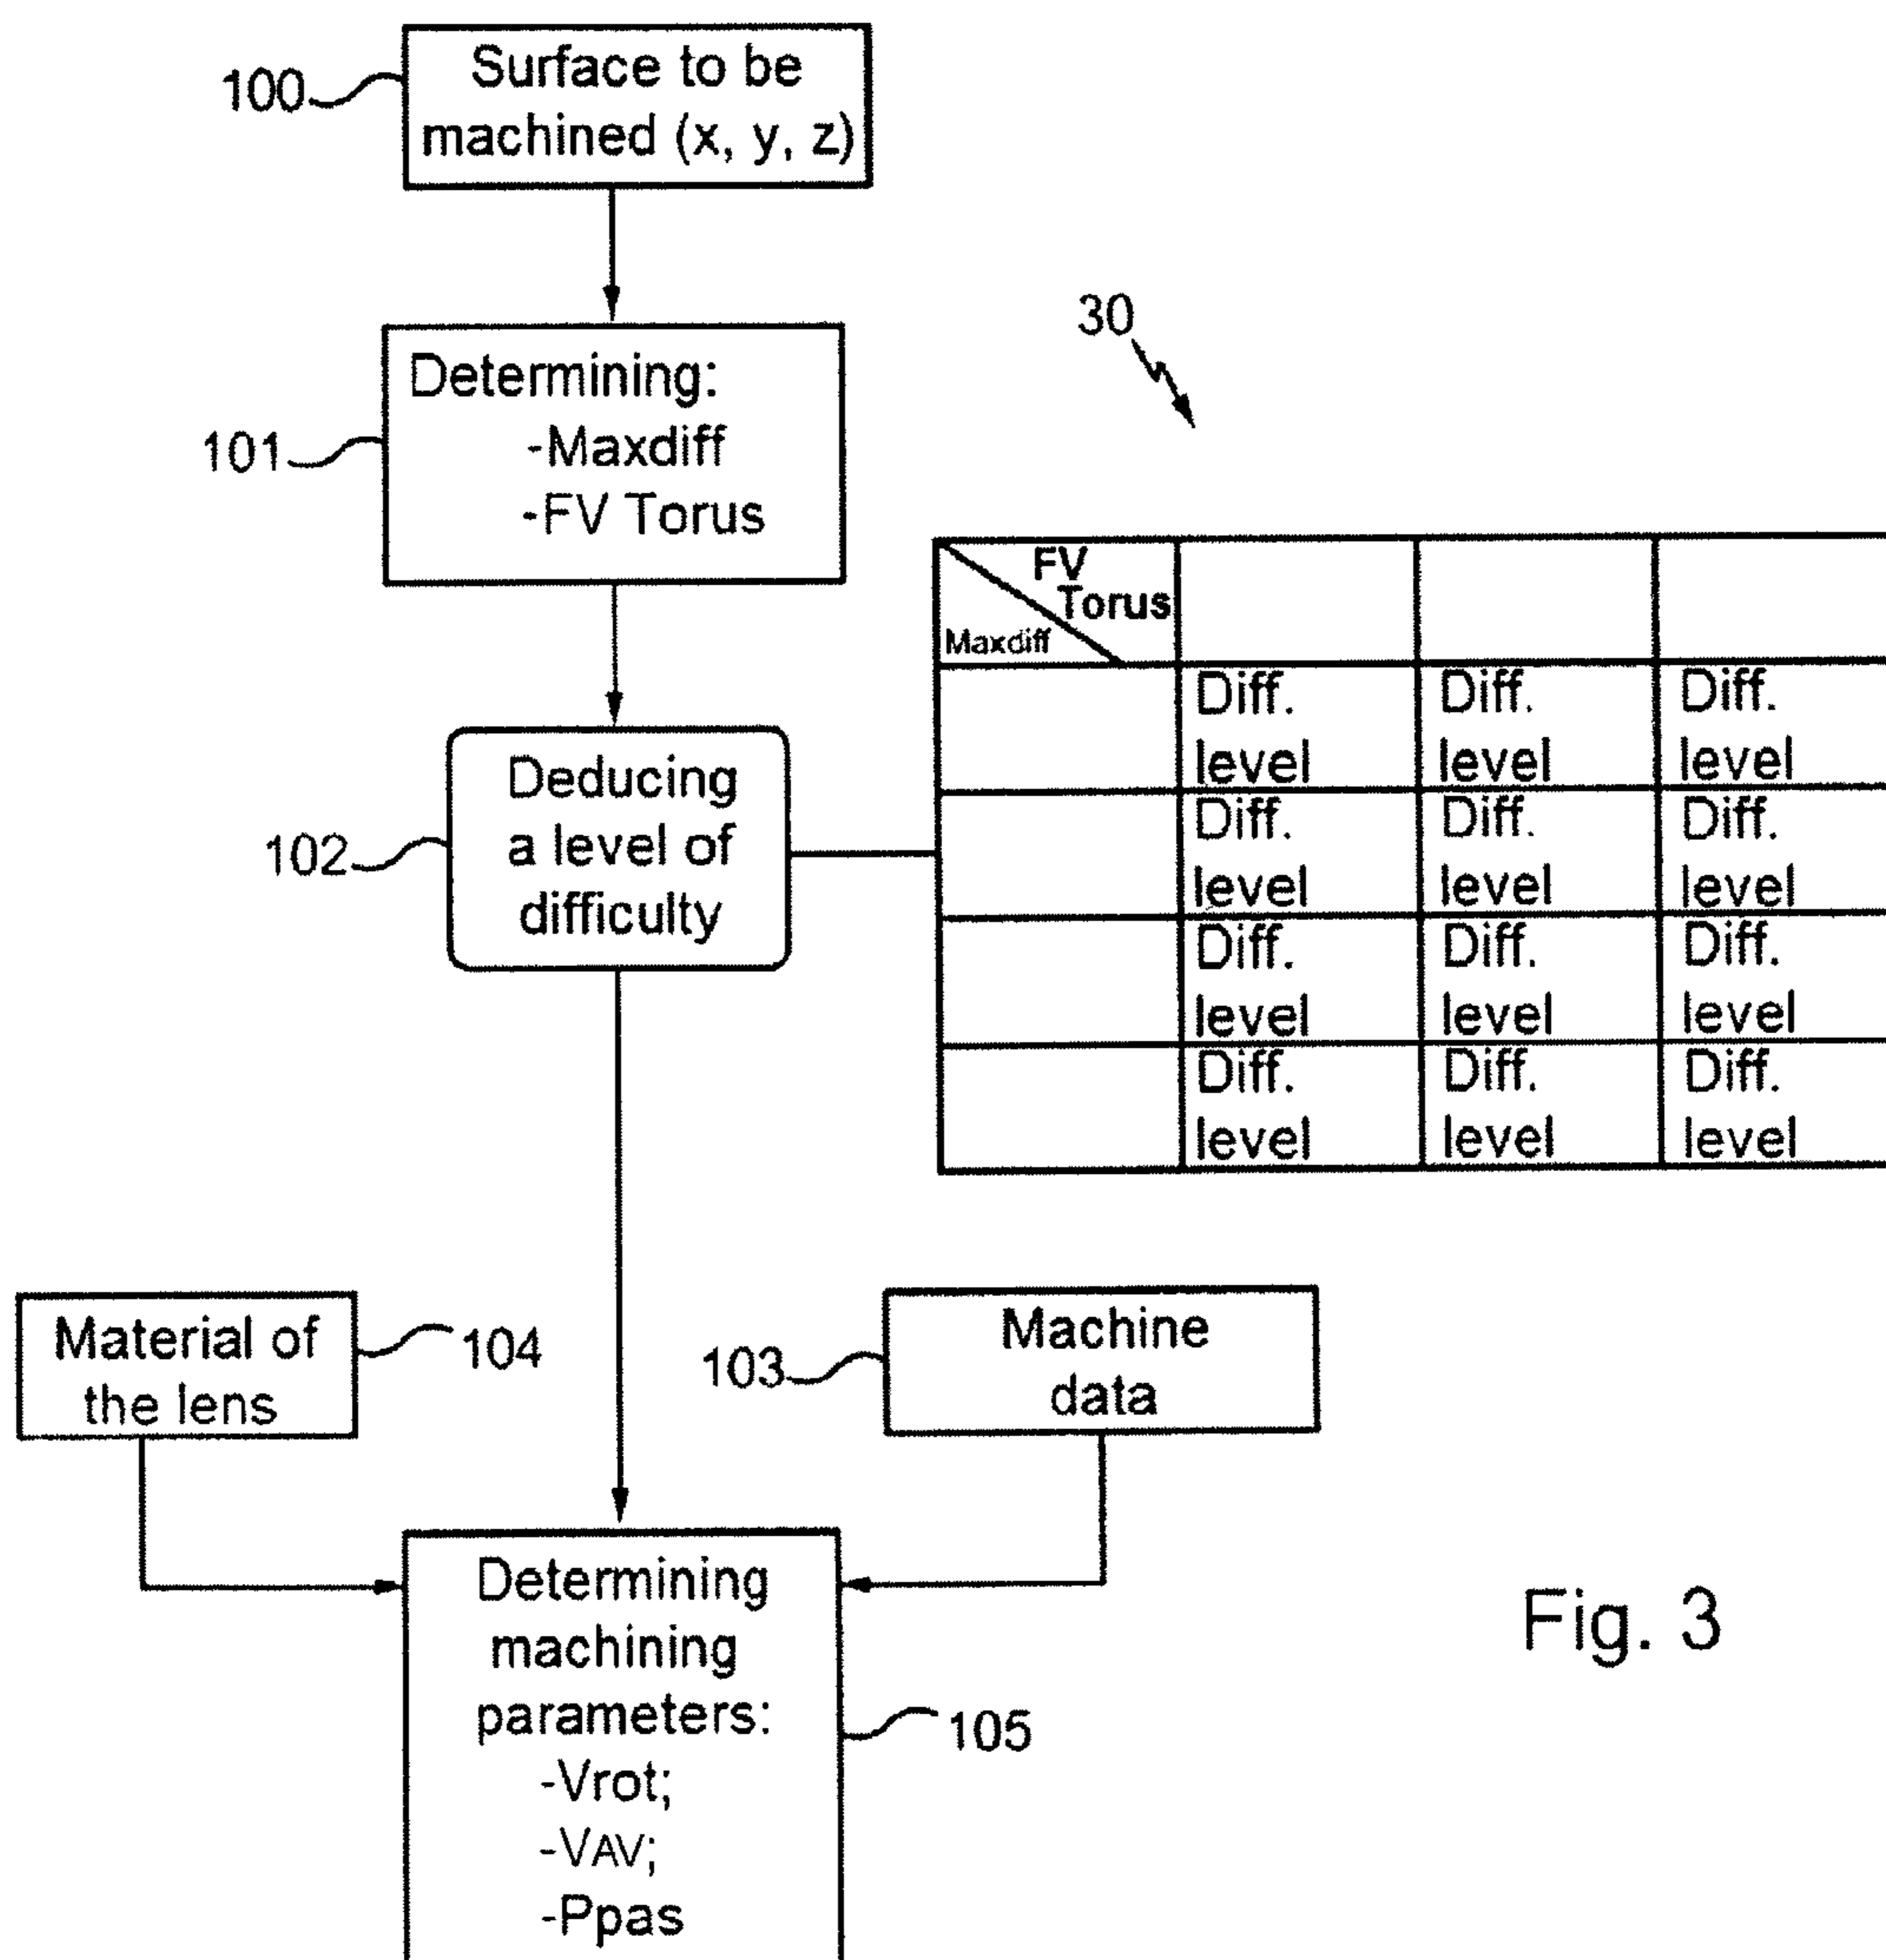 100
Surface to be
machined (x, y, z)
101
Determining:
-Maxdiff
-FV Torus
30
102
Deducing
a level of
difficulty
FV
Torus
Maxdiff
Diff. Diff. Diff.
level level level
Diff. Diff. Diff.
level level level
Diff. Diff. Diff.
level level level
Diff. Diff. Diff.
level level level
Material of
the lens
104
103
Machine
data
Determining
machining
parameters:
-Vrot;
-VAV;
-Ppas
105
Fig. 3